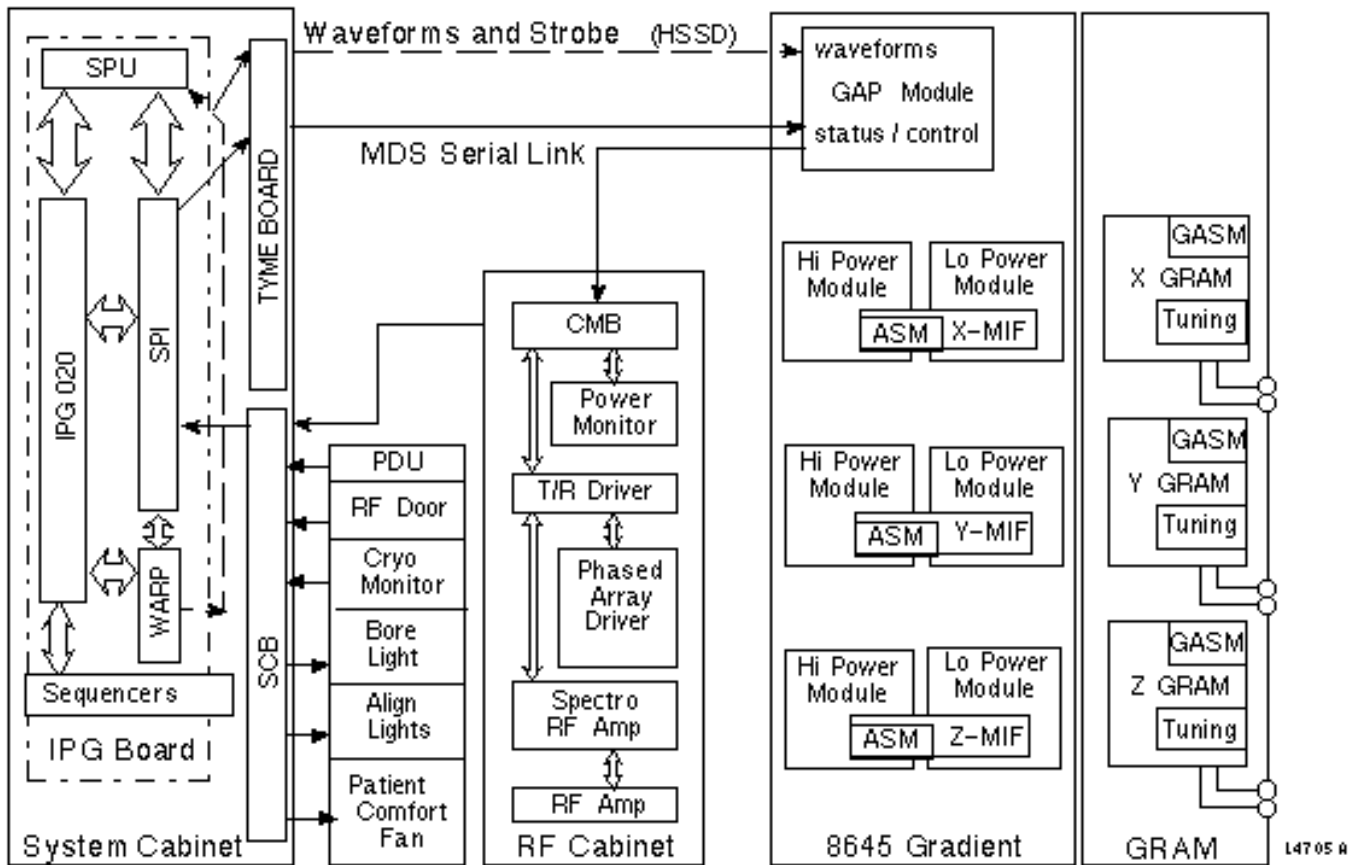 Waveforms and Strobe (HSSD)
SPU
waveforms
GAP Module
status / control
MDS Serial Link
TYME BOARD
IPG 020
SPI
WARP
Sequencers
IPG Board
System Cabinet
SCB
PDU
RF Door
Cryo
Monitor
Bore
Light
Align
Lights
Patient
Comfort
Fan
CMB
Power
Monitor
T/R Driver
Phased
Array
Driver
Spectro
RF Amp
RF Amp
RF Cabinet
Hi Power
Module
Lo Power
Module
ASM
X-MIF
Hi Power
Module
Lo Power
Module
ASM
Y-MIF
Hi Power
Module
Lo Power
Module
ASM
Z-MIF
8645 Gradient
GASM
X GRAM
Tuning
GASM
Y GRAM
Tuning
GASM
Z GRAM
Tuning
GRAM
14705A